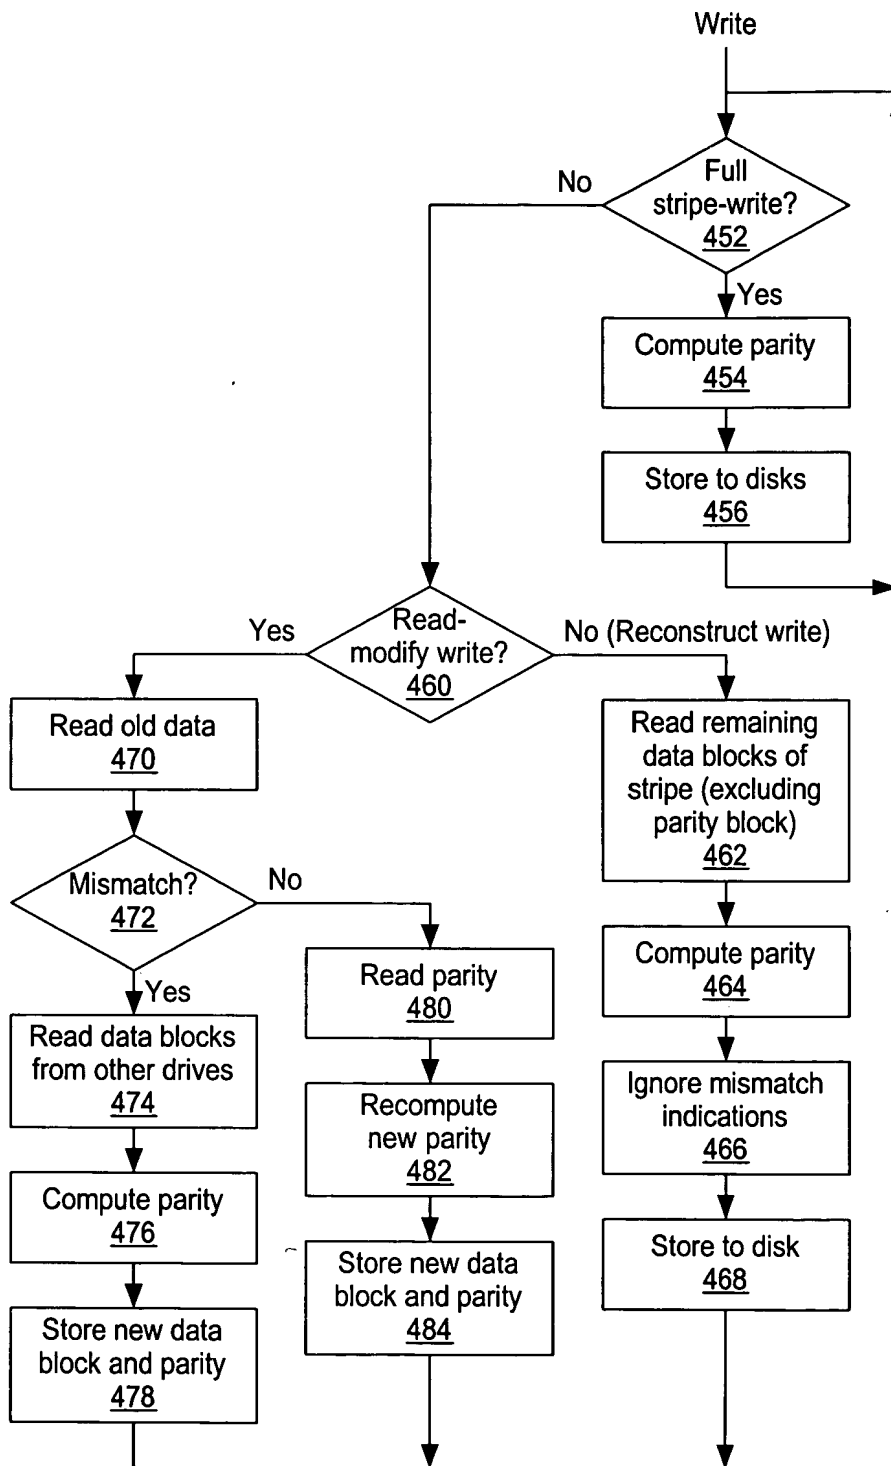 Write
No
Full
stripe-write?
452
Yes
Compute parity
454
Store to disks
456
Yes
Read-
modify write?
460
No (Reconstruct write)
Read old data
470
Read remaining
data blocks of
stripe (excluding
parity block)
462
Mismatch?
472
No
Yes
Read parity
480
Compute parity
464
Read data blocks
from other drives
474
Recompute
new parity
482
Ignore mismatch
indications
466
Compute parity
476
Store new data
block and parity
484
Store to disk
468
Store new data
block and parity
478